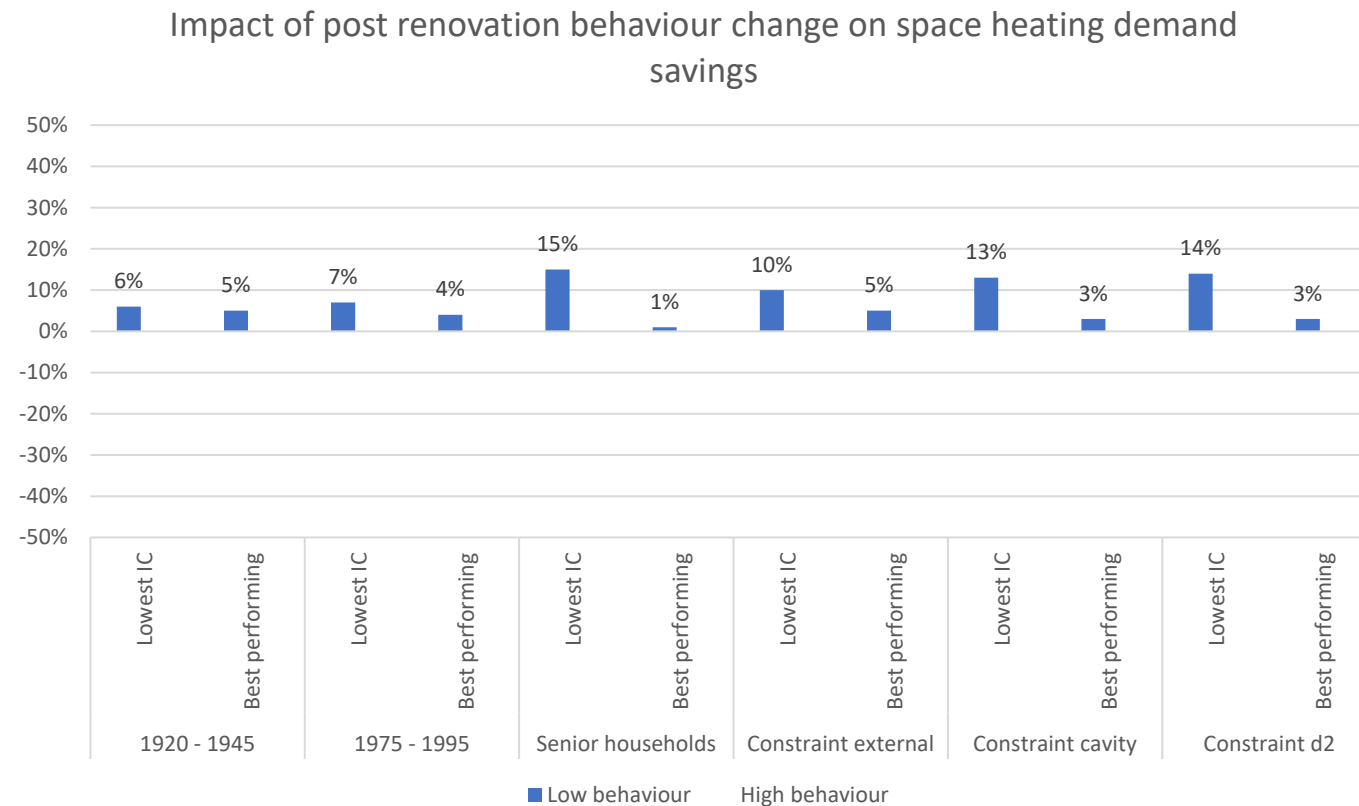 Impact of post renovation behaviour change on space heating demand
savings
50%
40%
30%
20%
10%
0%
-10%
-20%
-30%
-40%
-50%
6%
5%
7%
4%
15%
1%
10%
5%
13%
3%
14%
3%
Lowest IC
Best performing
Lowest IC
Best performing
Lowest IC
Best performing
Lowest IC
Best performing
Lowest IC
Best performing
Lowest IC
Best performing
1920 - 1945
1975 - 1995
Senior households
Constraint external
Constraint cavity
Constraint d2
Low behaviour
High behaviour